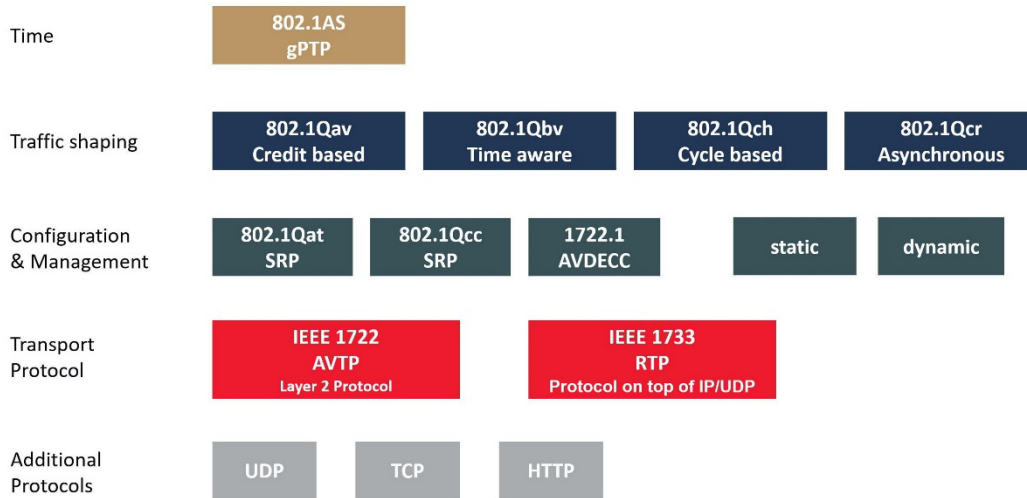 Time
802.1AS
gPTP
Traffic shaping
802.1Qav
Credit based
802.1Qbv
Time aware
802.1Qch
Cycle based
802.1Qcr
Asynchronous
Configuration
& Management
802.1Qat
SRP
802.1Qcc
SRP
1722.1
AVDECC
static
dynamic
Transport
Protocol
IEEE 1722
AVTP
Layer 2 Protocol
IEEE 1733
RTP
Protocol on top of IP/UDP
Additional
Protocols
UDP
TCP
HTTP